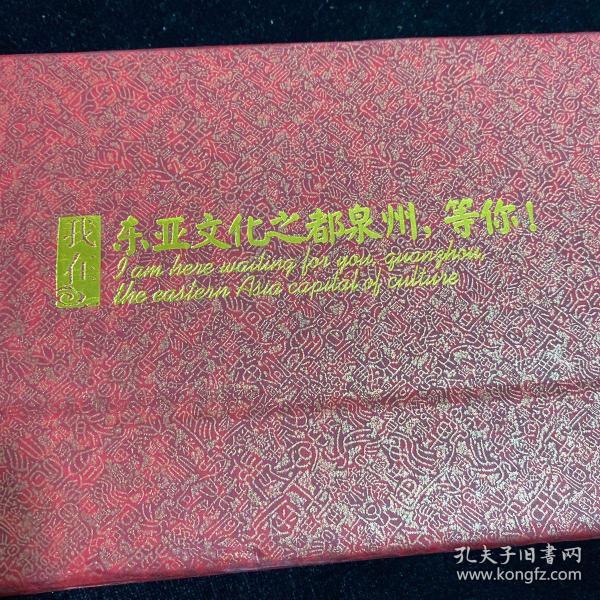 我在
东亚文化之都泉州，等你！
I am here waiting for you, quanzhou,
the eastern Asia capital of culture
孔夫子旧书网
www.kongfz.com